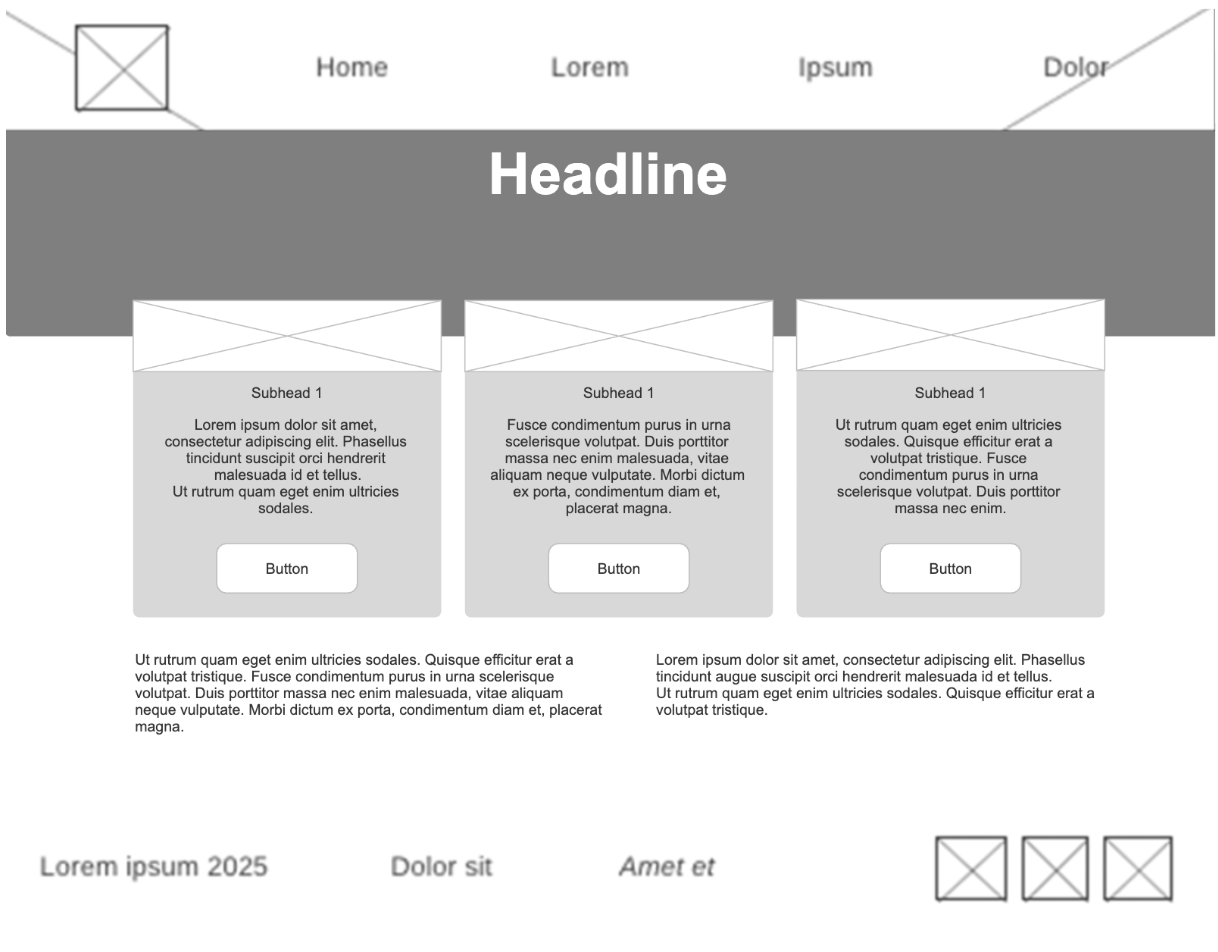 Home Lorem Ipsum Dolor
Headline
Subhead 1
Lorem ipsum dolor sit amet,
consectetur adipiscing elit. Phasellus
tincidunt suscipit orci hendrerit
malesuada id et tellus.
Ut rutrum quam eget enim ultricies
sodales.
Button
Subhead 1
Fusce condimentum purus in urna
scelerisque volutpat. Duis porttitor
massa nec enim malesuada, vitae
aliquam neque vulputate. Morbi dictum
ex porta, condimentum diam et,
placerat magna.
Button
Subhead 1
Ut rutrum quam eget enim ultricies
sodales. Quisque efficitur erat a
volutpat tristique. Fusce
condimentum purus in urna
scelerisque volutpat. Duis porttitor
massa nec enim.
Button
Ut rutrum quam eget enim ultricies sodales. Quisque efficitur erat a
volutpat tristique. Fusce condimentum purus in urna scelerisque
volutpat. Duis porttitor massa nec enim malesuada, vitae aliquam
neque vulputate. Morbi dictum ex porta, condimentum diam et, placerat
magna.
Lorem ipsum dolor sit amet, consectetur adipiscing elit. Phasellus
tincidunt augue suscipit orci hendrerit malesuada id et tellus.
Ut rutrum quam eget enim ultricies sodales. Quisque efficitur erat a
volutpat tristique.
Lorem ipsum 2025 Dolor sit Amet et